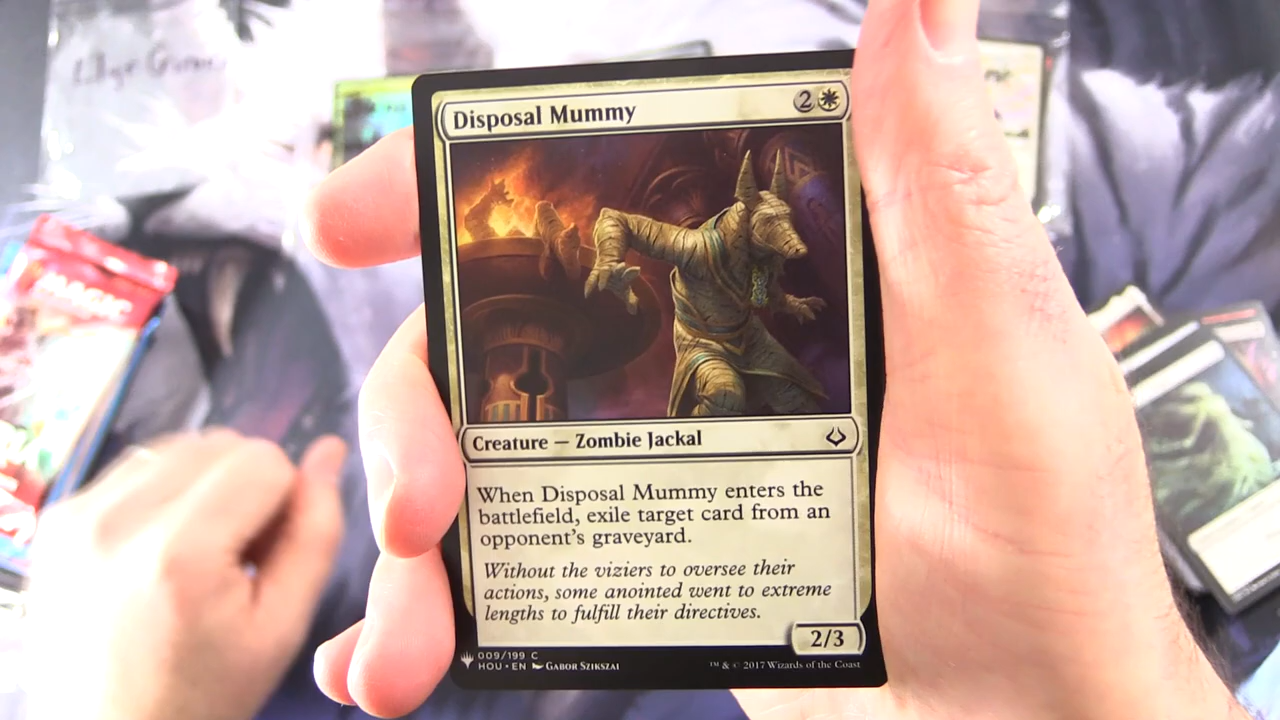 MAGIC
Disposal Mummy
2
Creature — Zombie Jackal
When Disposal Mummy enters the
battlefield, exile target card from an
opponent's graveyard.
Without the viziers to oversee their
actions, some anointed went to extreme
lengths to fulfill their directives.
2/3
009/199 C
HOU • EN Gabor Szikszai
™ & © 2017 Wizards of the Coast